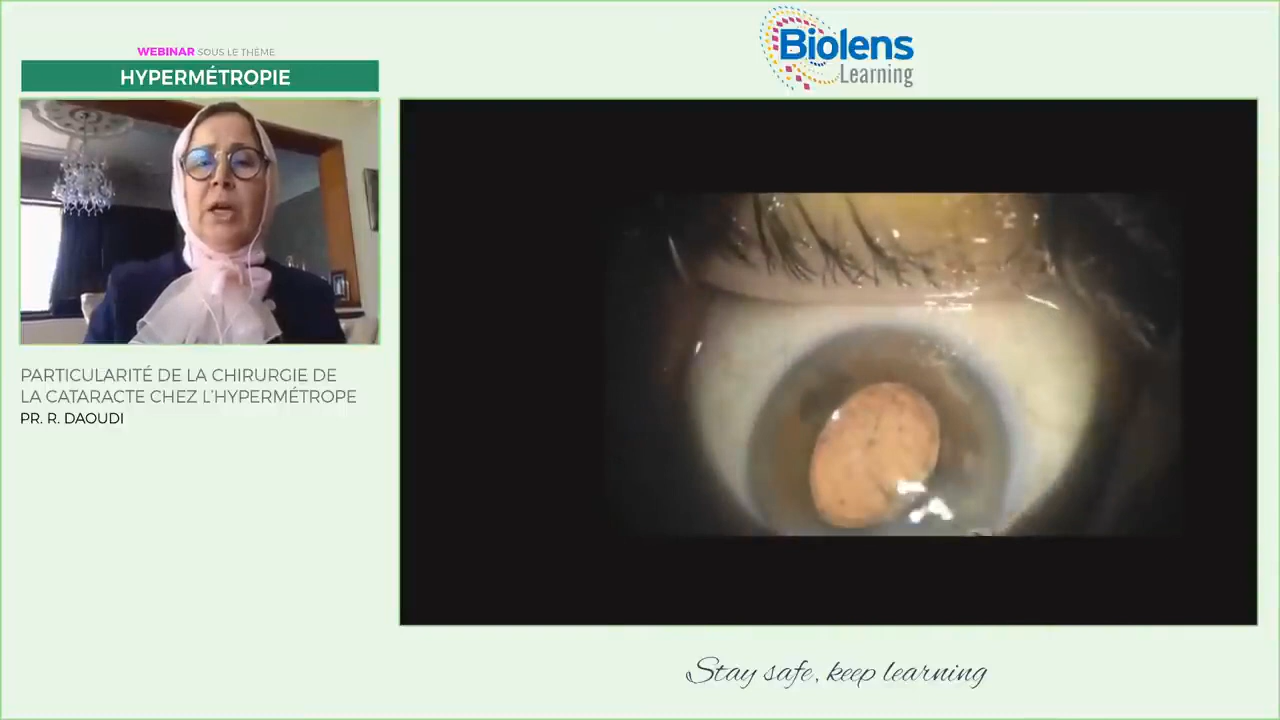 WEBINAR SOUS LE THÈME
HYPERMÉTROPIE
Biolens
Learning
PARTICULARITÉ DE LA CHIRURGIE DE
LA CATARACTE CHEZ L'HYPERMÉTROPE
PR. R. DAOUDI
Stay safe, keep learning